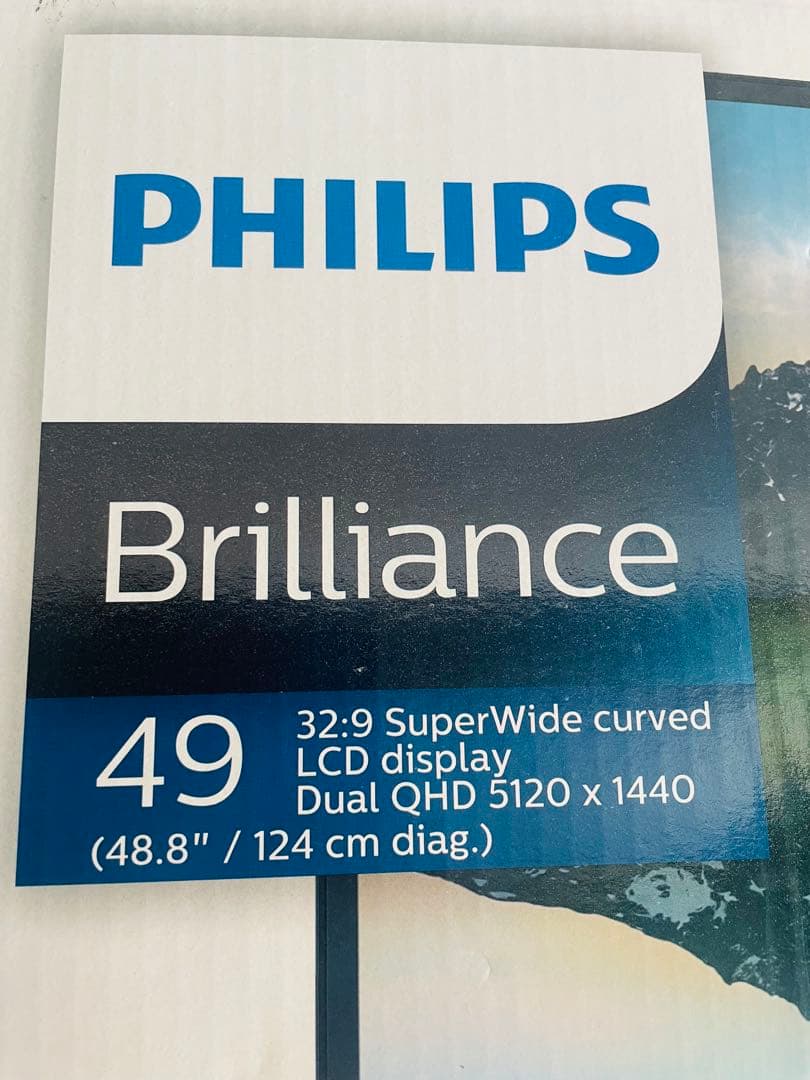 PHILIPS
Brilliance
49
32:9 SuperWide curved
LCD display
Dual QHD 5120 x 1440
(48.8" / 124 cm diag.)